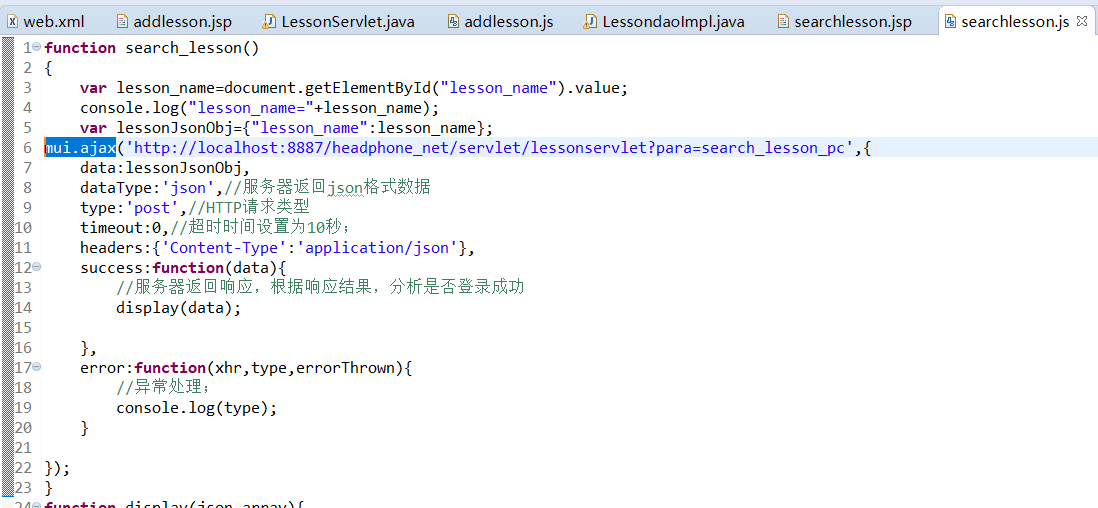 web.xml addlesson.jsp LessonServlet.java addlesson.js LessondaoImpl.java searchlesson.jsp searchlesson.js
1 function search_lesson()
2 {
3 var lesson_name=document.getElementById("lesson_name").value;
4 console.log("lesson_name="+lesson_name);
5 var lessonJsonObj={"lesson_name":lesson_name};
6 mui.ajax('http://localhost:8887/headphone_net/servlet/lessonservlet?para=search_lesson_pc',{
7 data:lessonJsonObj,
8 dataType:'json',//服务器返回json格式数据
9 type:'post',//HTTP请求类型
10 timeout:0,//超时时间设置为10秒；
11 headers:{'Content-Type':'application/json'},
12 success:function(data){
13 //服务器返回响应，根据响应结果，分析是否登录成功
14 display(data);
15
16 },
17 error:function(xhr,type,errorThrown){
18 //异常处理；
19 console.log(type);
20 }
21
22 });
23 }
24 function display(json_array){